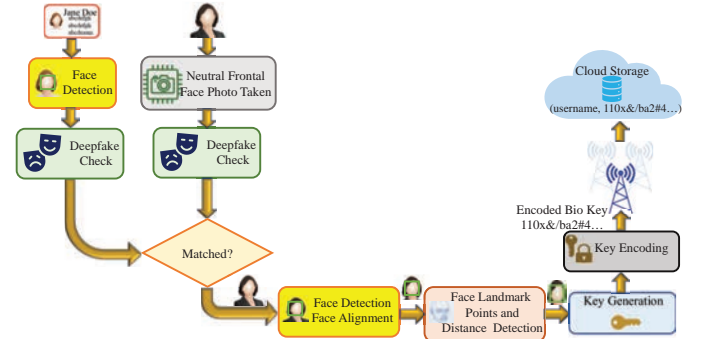 Jane Doe
Face
Detection
Neutral Frontal
Face Photo Taken
Deepfake
Check
Deepfake
Check
Matched?
Face Detection
Face Alignment
Face Landmark
Points and
Distance Detection
Key Generation
Key Encoding
Encoded Bio Key
110x&/ba2#4…
Cloud Storage
(username, 110x&/ba2#4…)